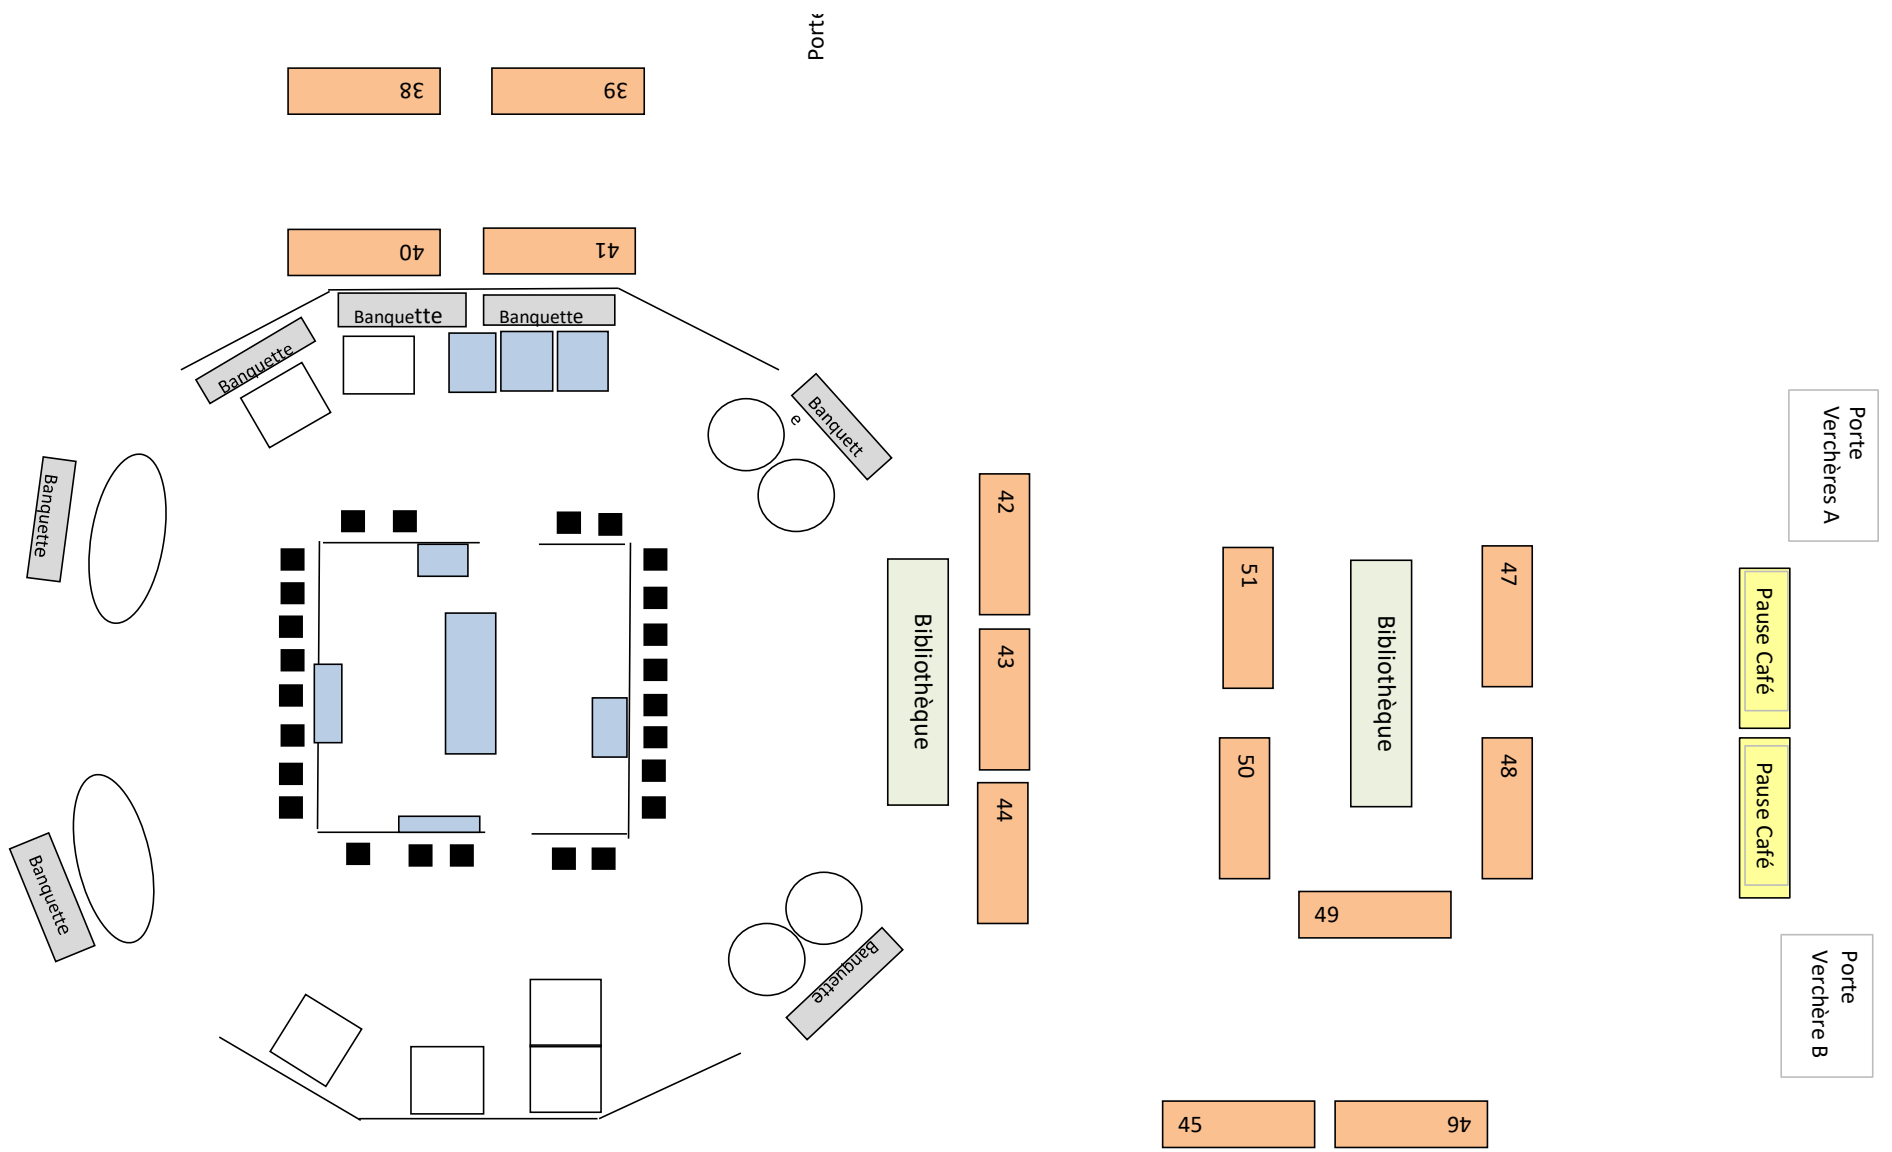 Porte
38
39
40
41
Banquette
Banquette
Banquette
Banquett
e
Banquette
Banquette
Banquette
Bibliothèque
42
43
44
51
50
Bibliothèque
47
48
49
45
46
Porte
Verchères A
Pause Café
Pause Café
Porte
Verchère B